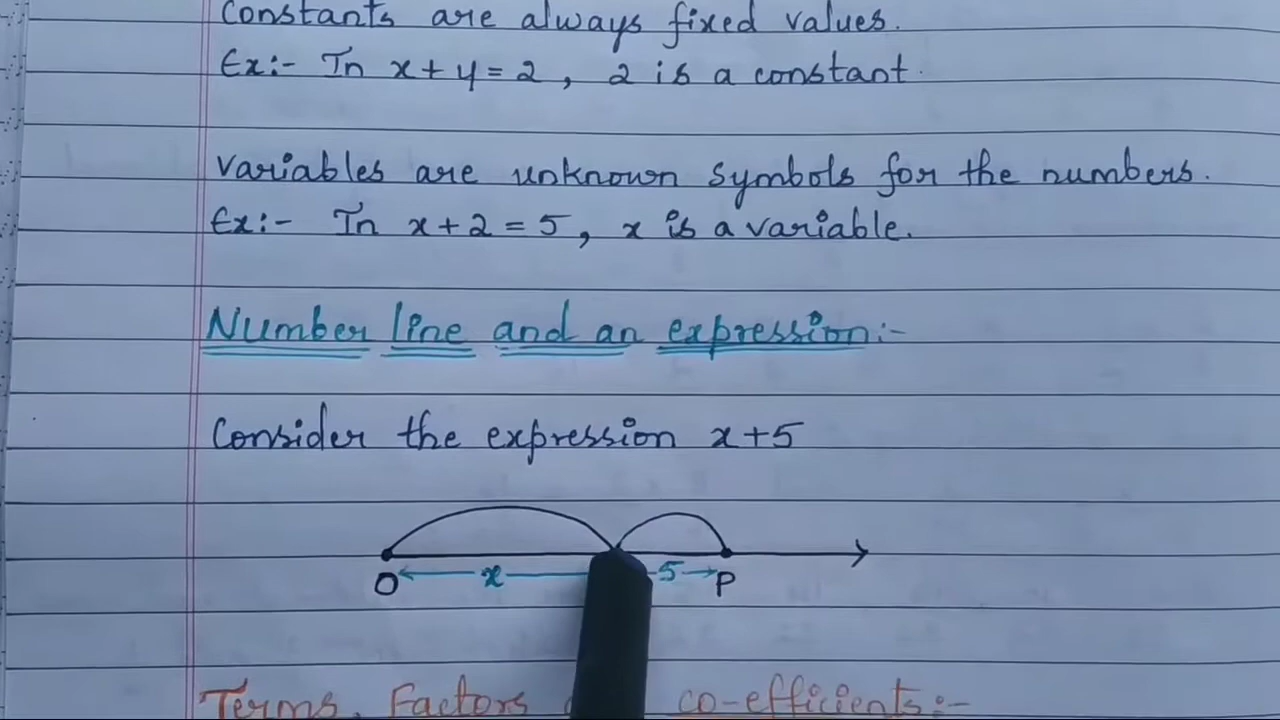 Constants are always fixed values.
Ex:- In x + y = 2, 2 is a constant.
Variables are unknown symbols for the numbers.
Ex:- In x + 2 = 5, x is a variable.
Number line and an expression:-
Consider the expression x+5
x 5
O P
Terms, Factors co-efficients:-